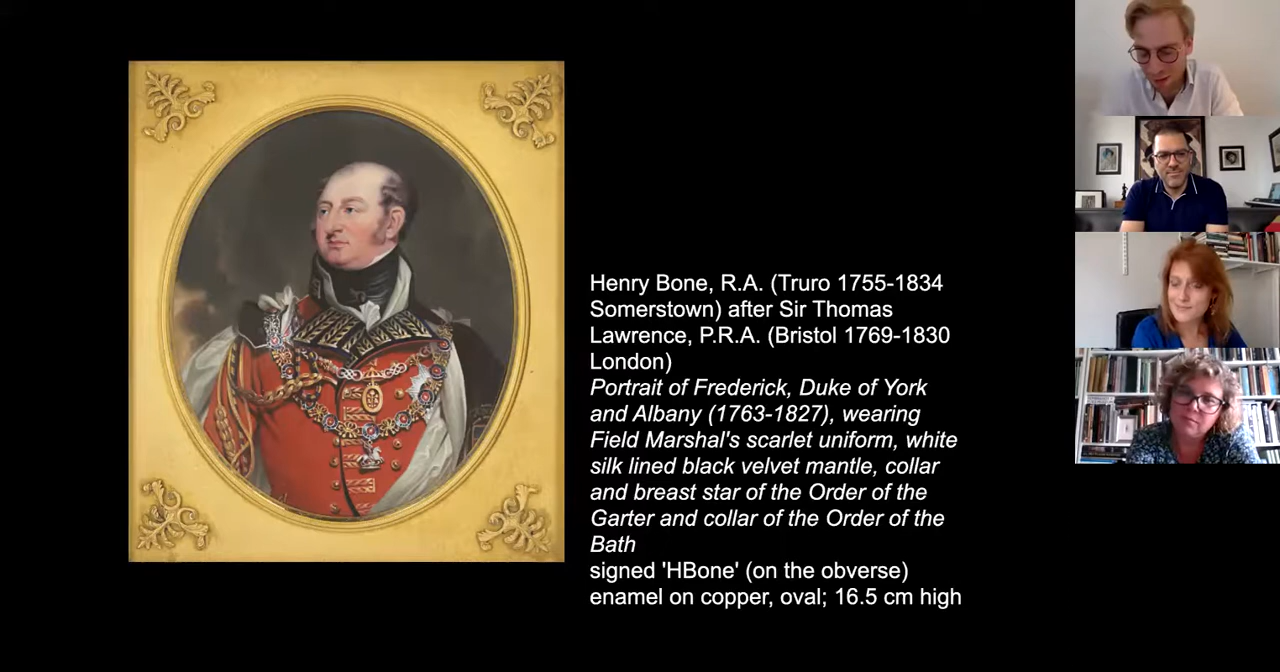 Henry Bone, R.A. (Truro 1755-1834
Somerstown) after Sir Thomas
Lawrence, P.R.A. (Bristol 1769-1830
London)
Portrait of Frederick, Duke of York
and Albany (1763-1827), wearing
Field Marshal's scarlet uniform, white
silk lined black velvet mantle, collar
and breast star of the Order of the
Garter and collar of the Order of the
Bath
signed 'HBone' (on the obverse)
enamel on copper, oval; 16.5 cm high